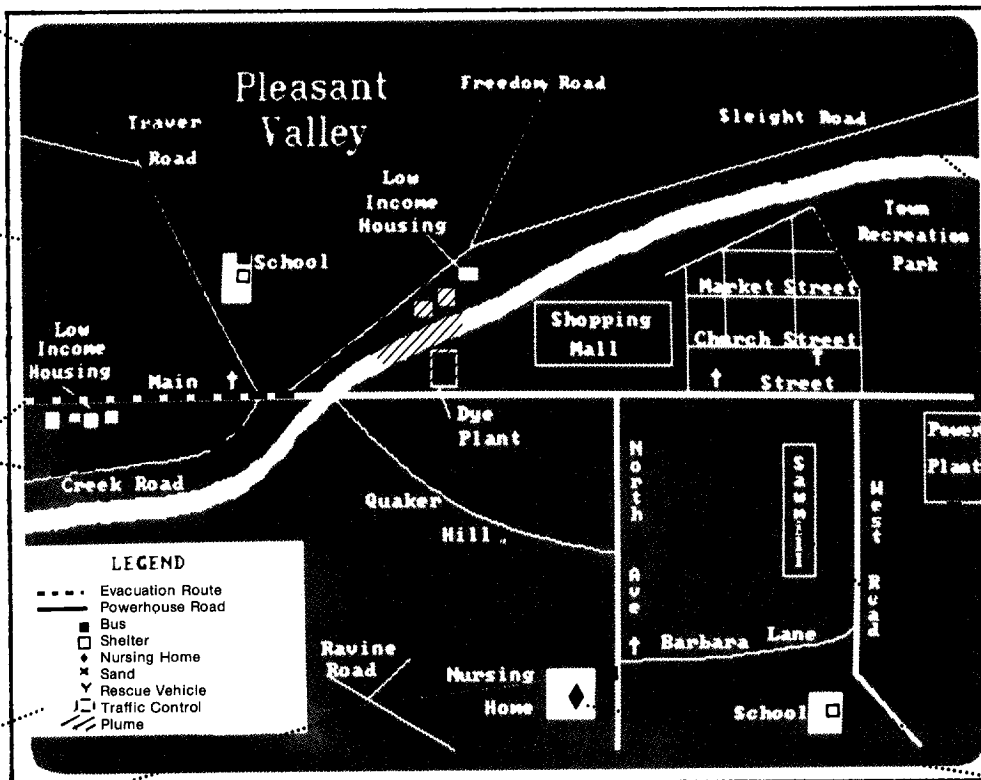 Pleasant
Valley
Freedom Road
Sleight Road
Traver
Road
Low
Income
Housing
Town
Recreation
Park
School
Market Street
Shopping
Mall
Church Street
Low
Income
Housing
Main
Street
Dye
Plant
Power
Plant
Creek Road
Quaker
Hill
North Ave
Sawmill
West Road
LEGEND
Evacuation Route
Powerhouse Road
Bus
Shelter
Nursing Home
Sand
Rescue Vehicle
Traffic Control
Plume
Ravine
Road
Barbara Lane
Nursing
Home
School